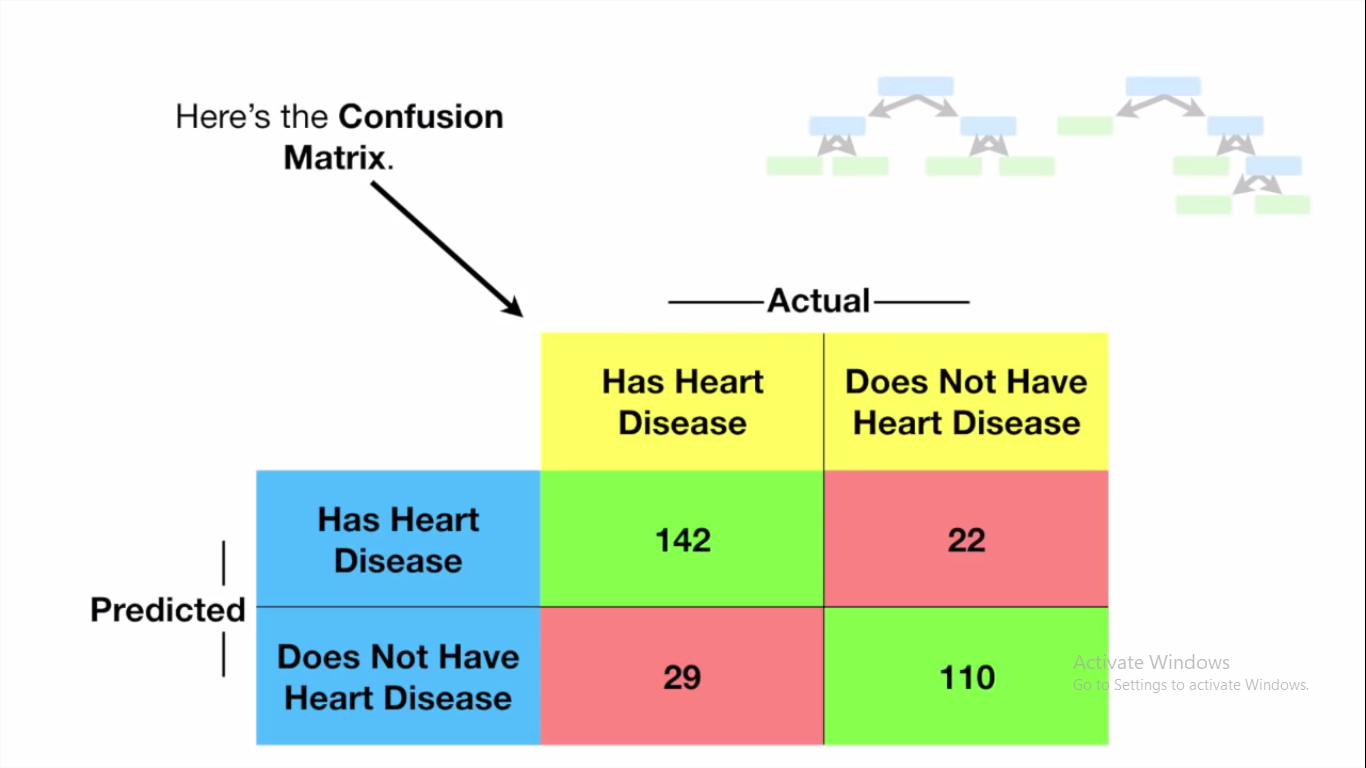 Here's the Confusion
Matrix.
Actual
Has Heart
Disease
Does Not Have
Heart Disease
Has Heart
Disease
142
22
Predicted
Does Not Have
Heart Disease
29
110
Activate Windows
Go to Settings to activate Windows.